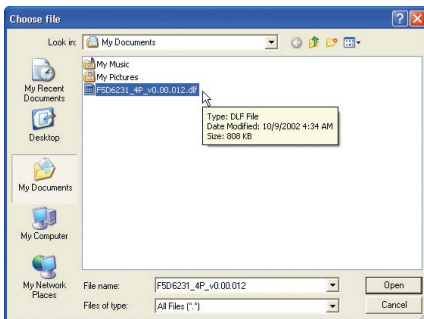 Choose file
Look in:
My Documents
My Recent
Documents
Desktop
My Documents
My Computer
My Network
Places
My Music
My Pictures
F5D6231_4P_v0.00.012.dlf
Type: DLF File
Date Modified: 10/9/2002 4:34 AM
Size: 808 KB
File name:
F5D6231_4P_v0.00.012
Open
Files of type:
All Files (*.*)
Cancel